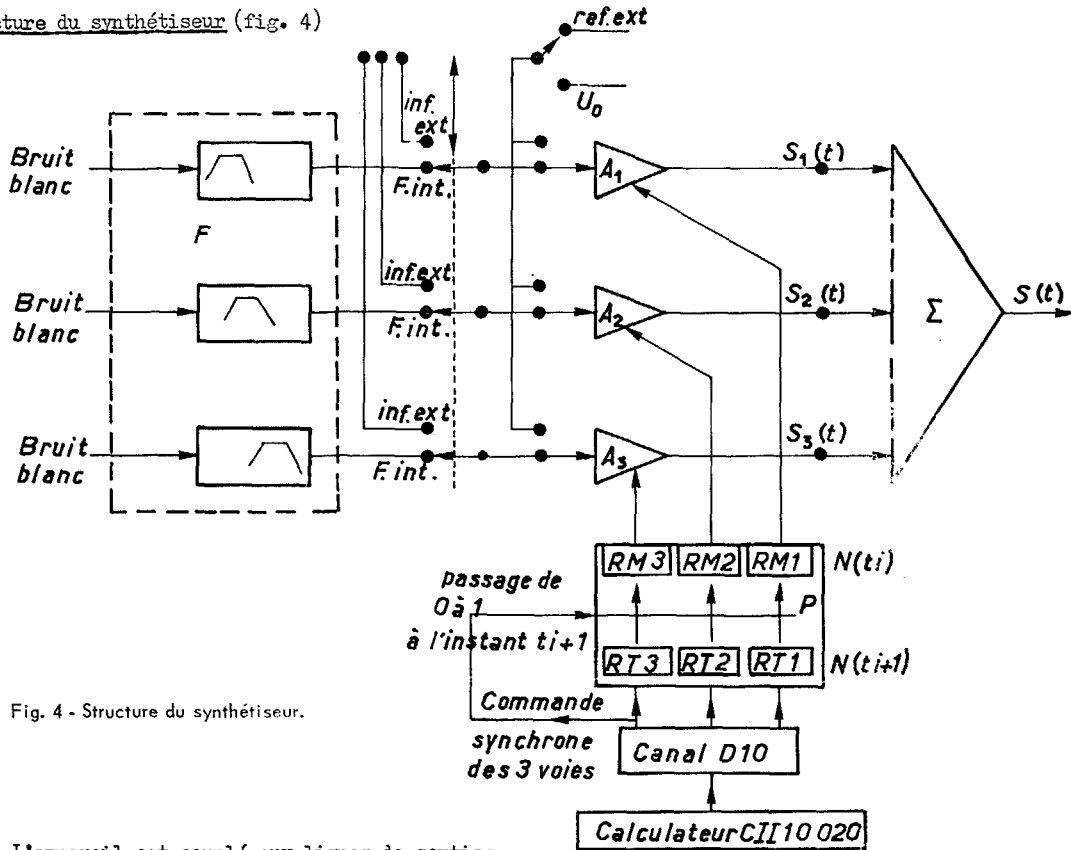 cture du synthétiseur (fig. 4)
raf.ext
U0
inf.
ext
Bruit
blanc
F
F.int.
A1
S1(t)
inf.ext
Bruit
blanc
F.int.
A2
S2(t)
Σ
S(t)
inf.ext
Bruit
blanc
F.int.
A3
S3(t)
RM3 RM2 RM1 N(ti)
passage de
0 à 1
à l'instant ti+1
P
RT3 RT2 RT1 N(ti+1)
Commande
synchrone
des 3 voies
Canal D10
Calculateur CII 10 020
Fig. 4 - Structure du synthétiseur.